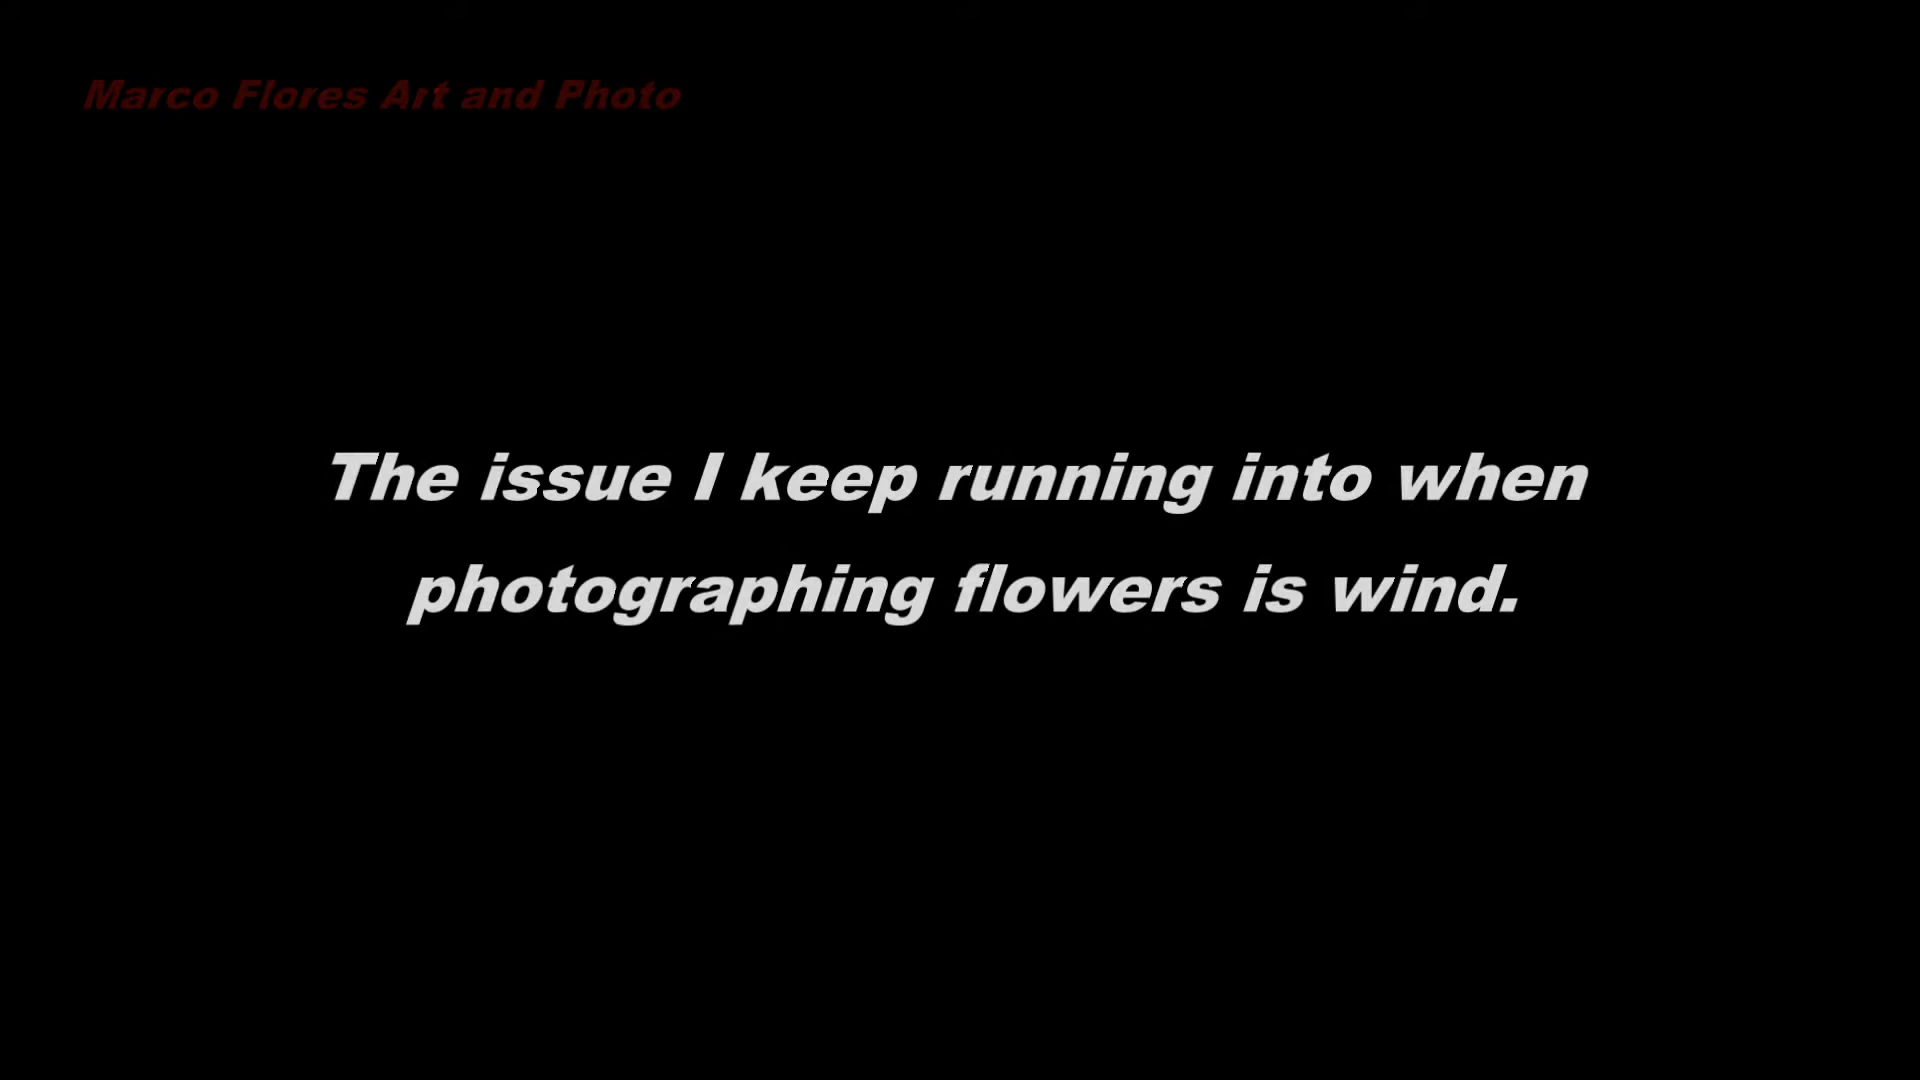 Marco Flores Art and Photo
The issue I keep running into when
photographing flowers is wind.